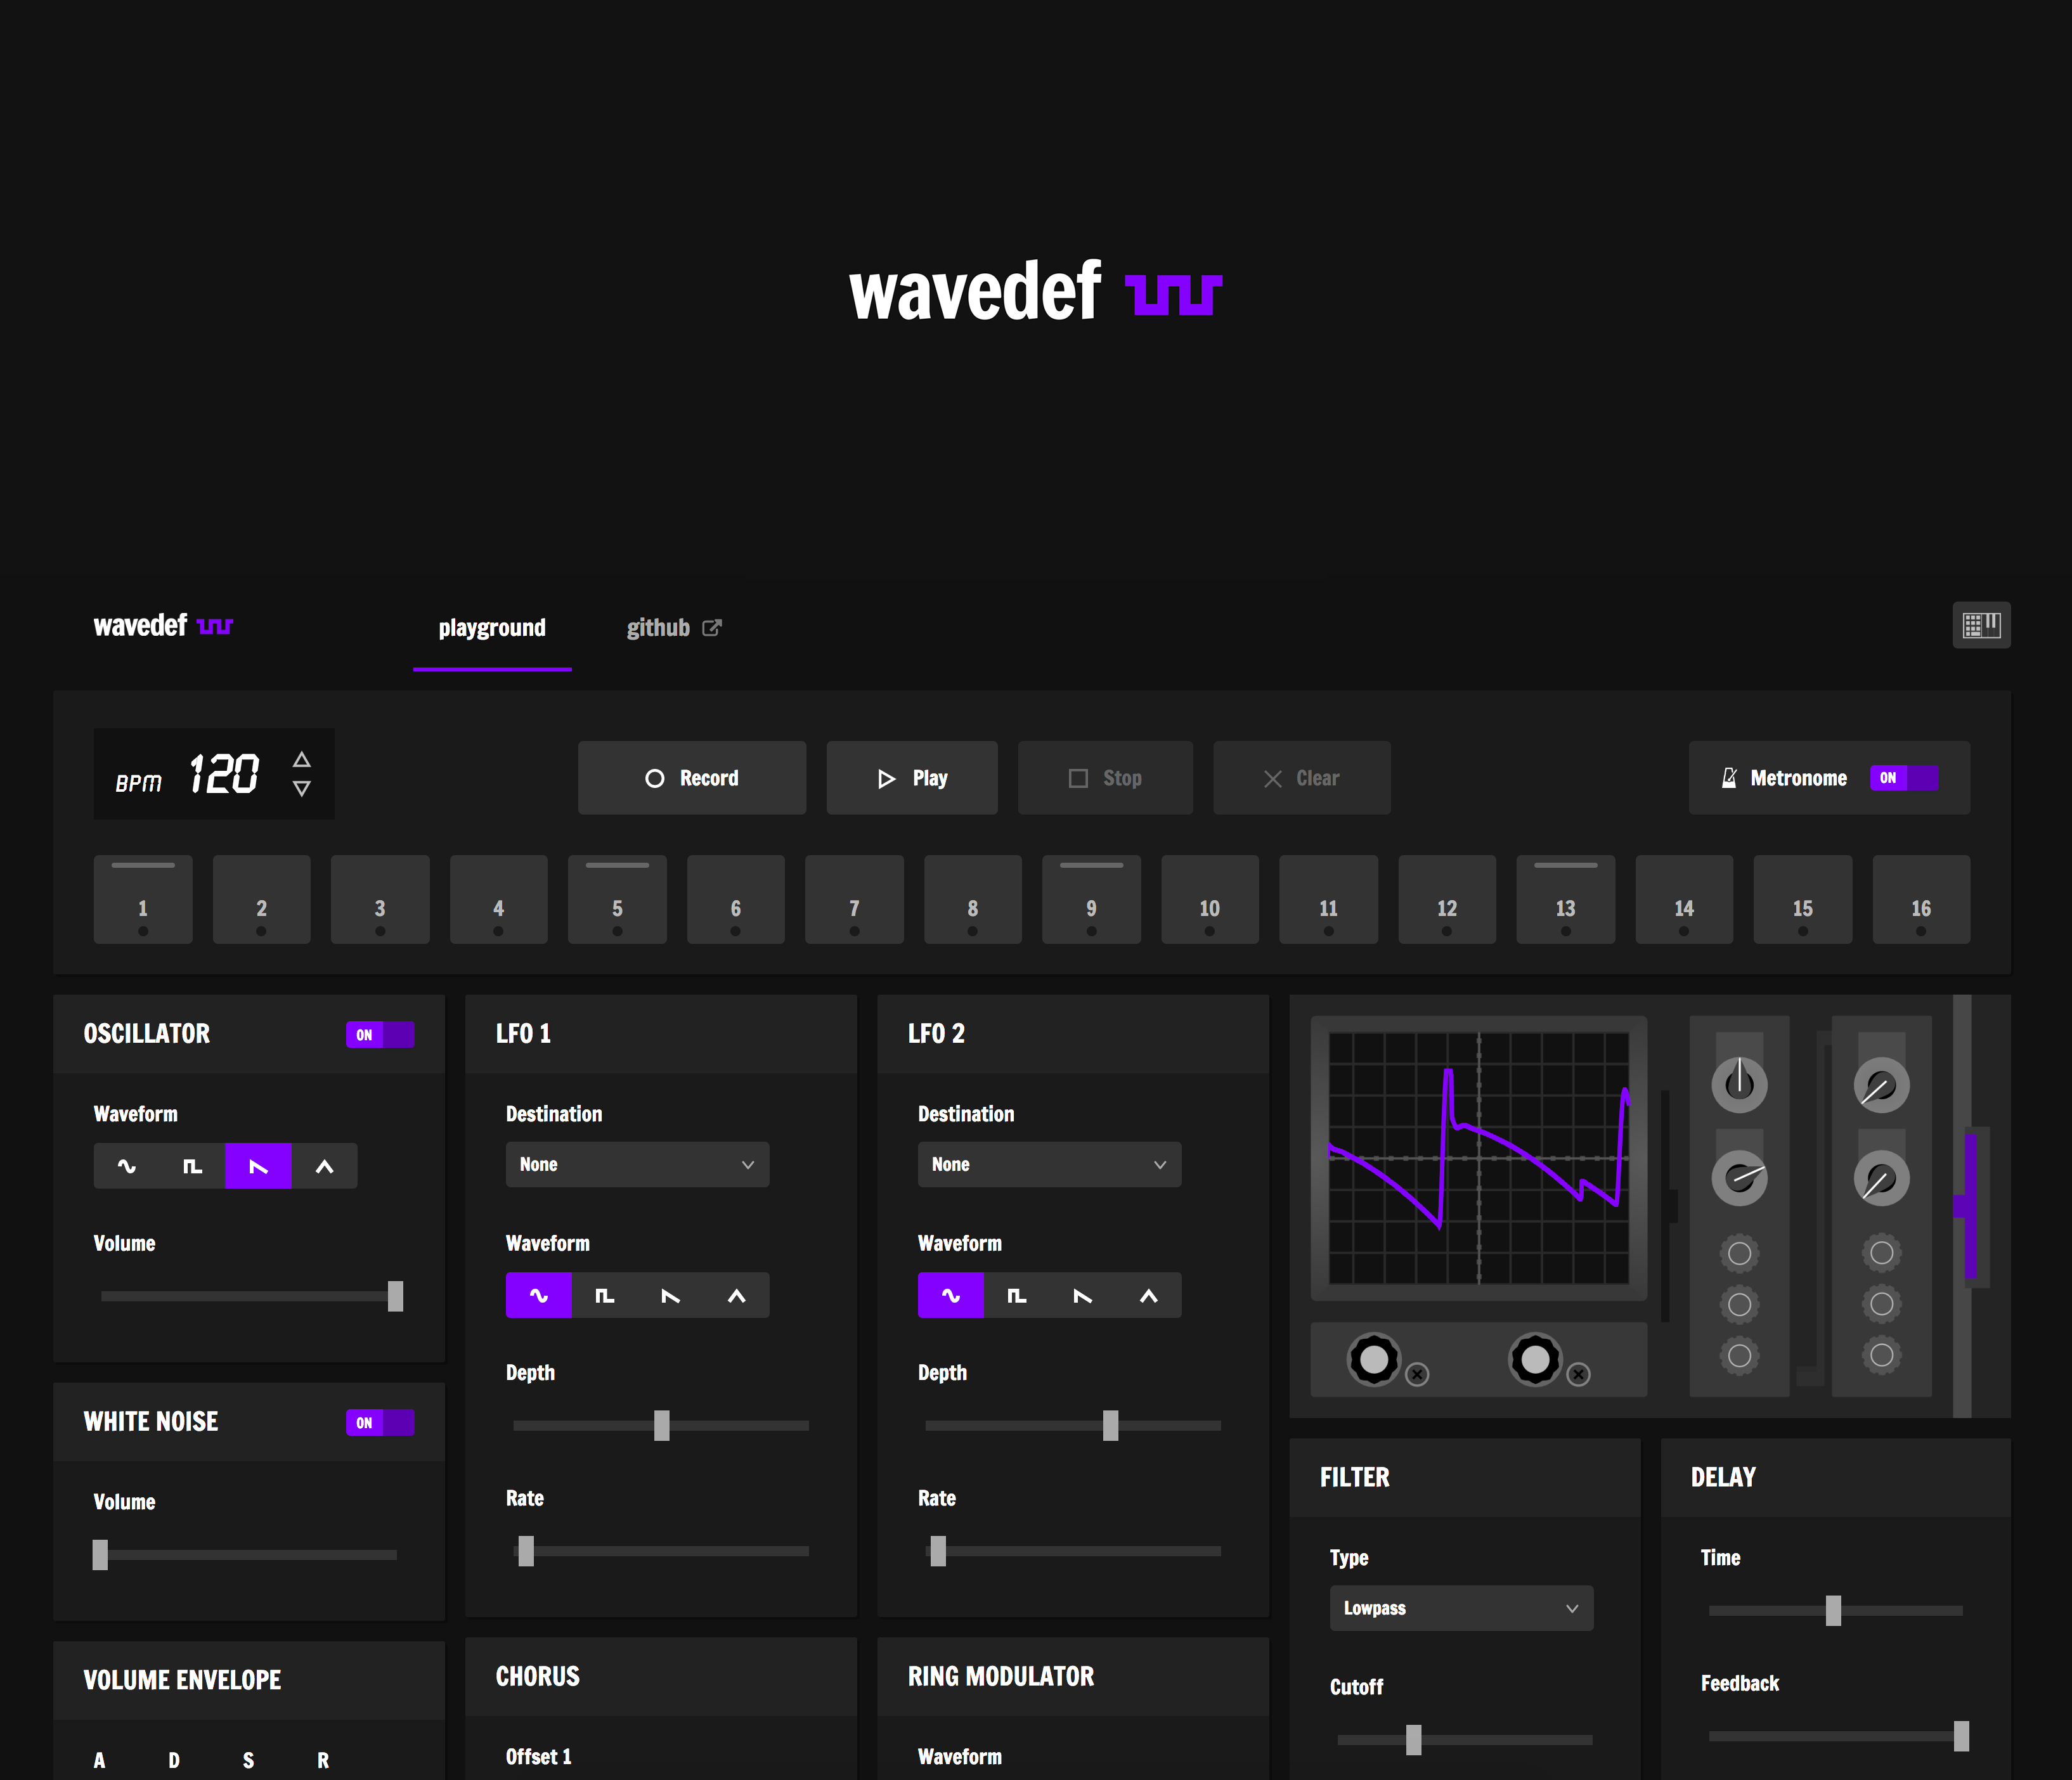 wavedef
wavedef
playground
github
BPM 120
Record
Play
Stop
Clear
Metronome
ON
1
2
3
4
5
6
7
8
9
10
11
12
13
14
15
16
OSCILLATOR
ON
Waveform
Volume
WHITE NOISE
ON
Volume
VOLUME ENVELOPE
A D S R
LFO 1
Destination
None
Waveform
Depth
Rate
CHORUS
Offset 1
LFO 2
Destination
None
Waveform
Depth
Rate
RING MODULATOR
Waveform
FILTER
Type
Lowpass
Cutoff
DELAY
Time
Feedback